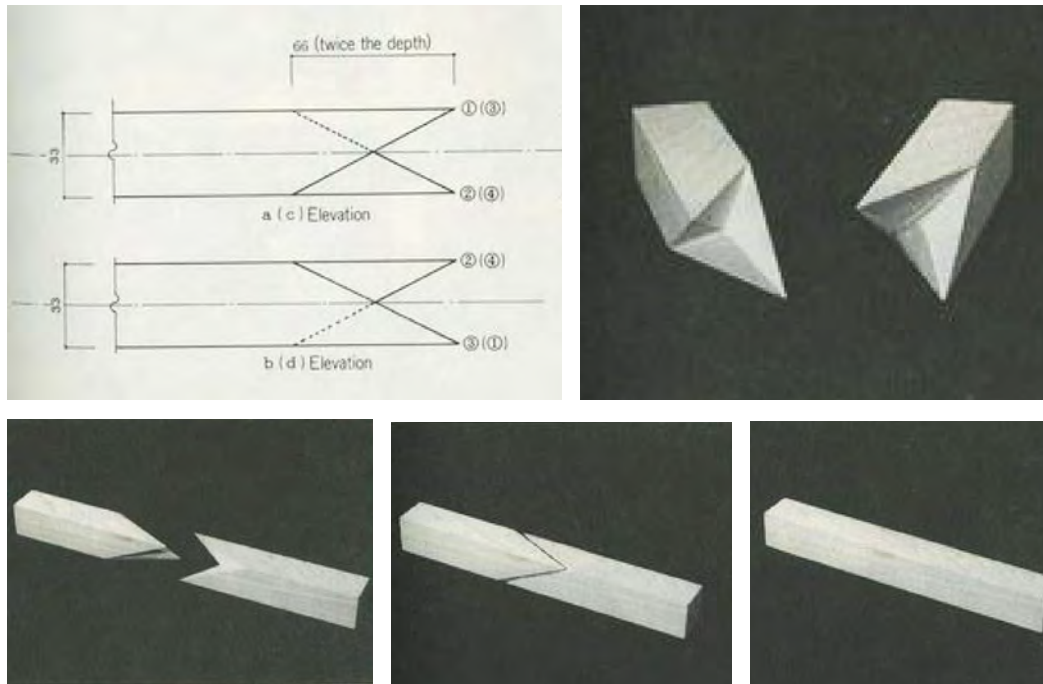 66 (twice the depth)
①(③)
33
②(④)
a (c) Elevation
②(④)
33
③(①)
b (d) Elevation